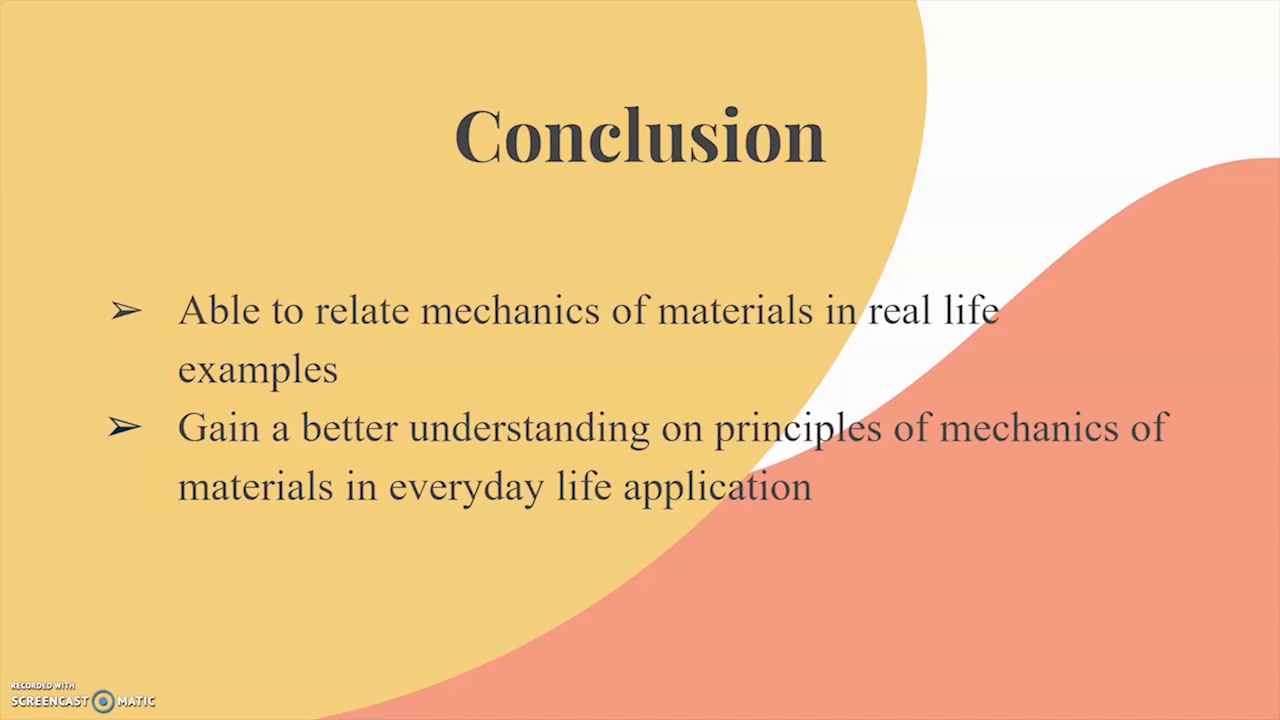 Conclusion
➢ Able to relate mechanics of materials in real life
examples
➢ Gain a better understanding on principles of mechanics of
materials in everyday life application
RECORDED WITH
SCREENCAST MATIC